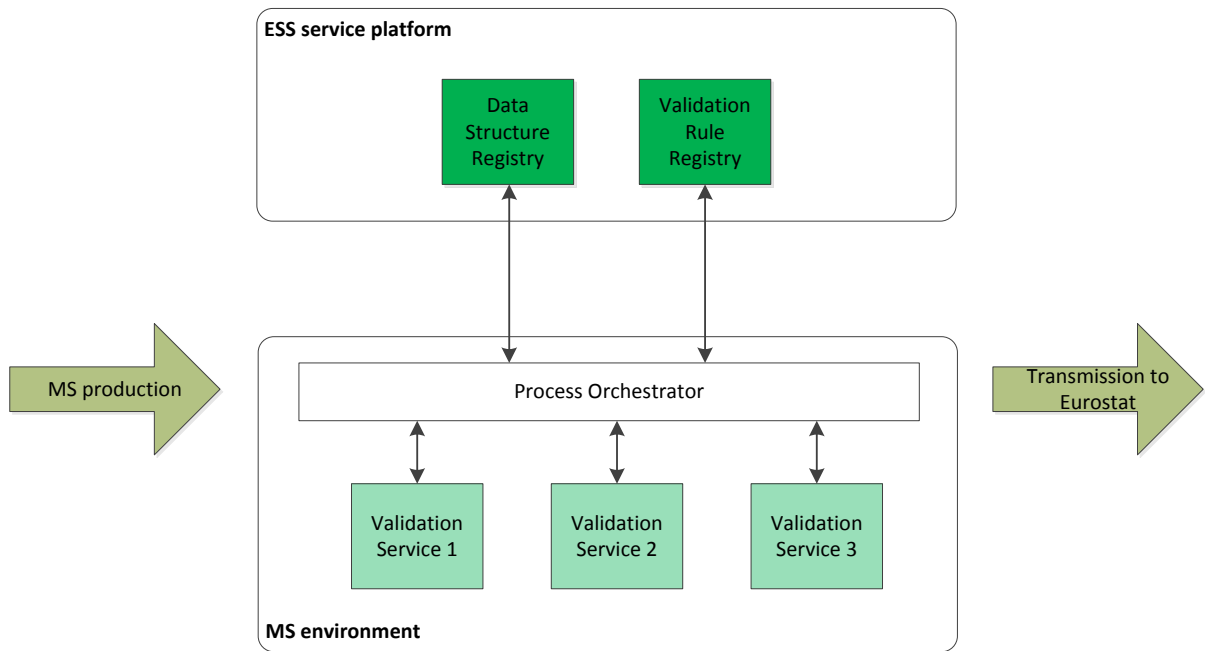 ESS service platform
Data
Structure
Registry
Validation
Rule
Registry
MS production
Process Orchestrator
Transmission to
Eurostat
Validation
Service 1
Validation
Service 2
Validation
Service 3
MS environment